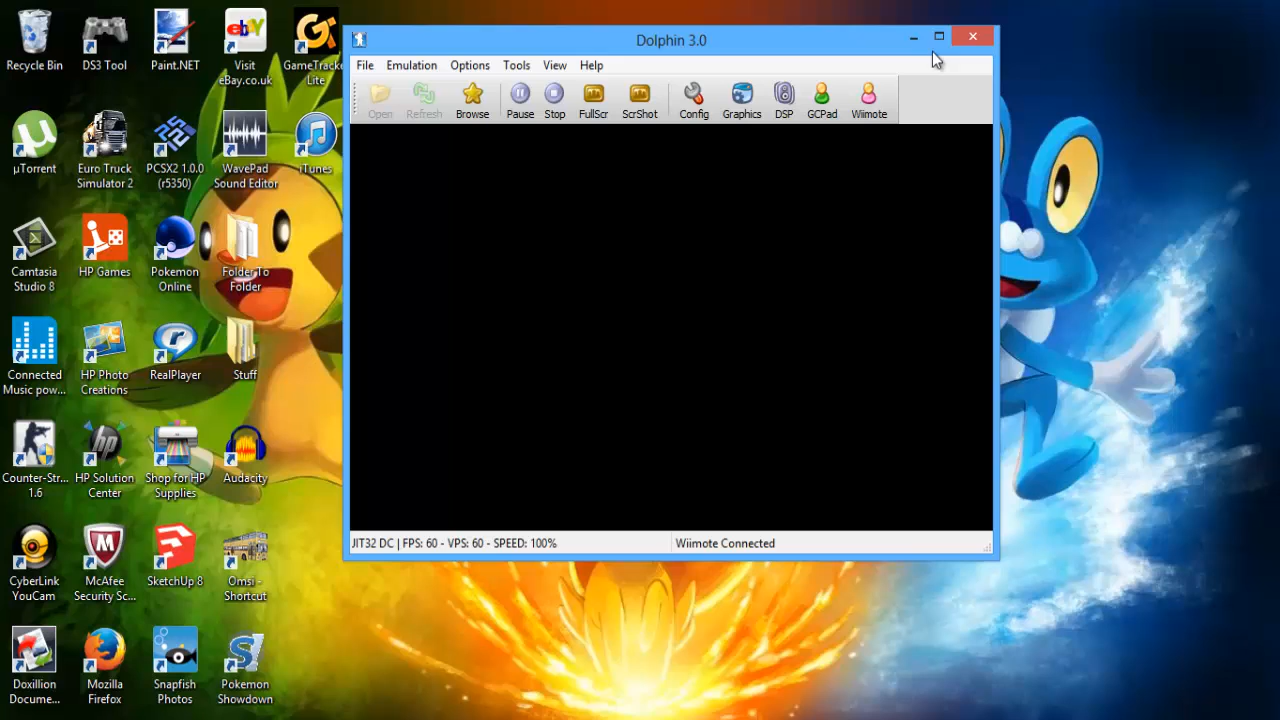 Dolphin 3.0
File Emulation Options Tools View Help
Open Refresh Browse Pause Stop FullScr ScrShot Config Graphics DSP GCPad Wiimote
JIT32 DC | FPS: 60 - VPS: 60 - SPEED: 100%
Wiimote Connected
Recycle Bin
DS3 Tool
Paint.NET
ebY
Visit
eBay.co.uk
GameTracke
Lite
µTorrent
Euro Truck
Simulator 2
PCSX2 1.0.0
(r5350)
WavePad
Sound Editor
iTunes
Camtasia
Studio 8
HP Games
Pokemon
Online
Folder To
Folder
Connected
Music pow...
HP Photo
Creations
RealPlayer
Stuff
Counter-Str...
1.6
HP Solution
Center
Shop for HP
Supplies
Audacity
CyberLink
YouCam
McAfee
Security Sc...
SketchUp 8
Omsi -
Shortcut
Doxillion
Docume...
Mozilla
Firefox
Snapfish
Photos
Pokemon
Showdown